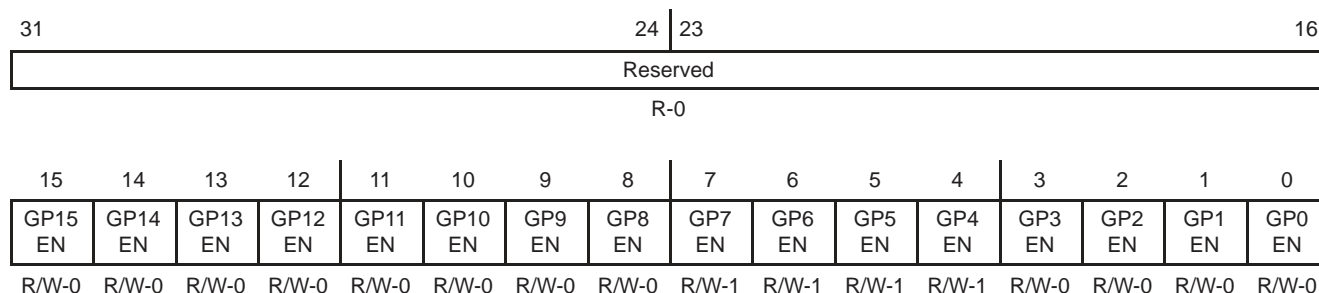 31 24 23 16
Reserved
R-0
15 14 13 12 11 10 9 8 7 6 5 4 3 2 1 0
GP15 GP14 GP13 GP12 GP11 GP10 GP9 GP8 GP7 GP6 GP5 GP4 GP3 GP2 GP1 GP0
EN EN EN EN EN EN EN EN EN EN EN EN EN EN EN EN
R/W-0 R/W-0 R/W-0 R/W-0 R/W-0 R/W-0 R/W-0 R/W-0 R/W-1 R/W-1 R/W-1 R/W-1 R/W-0 R/W-0 R/W-0 R/W-0